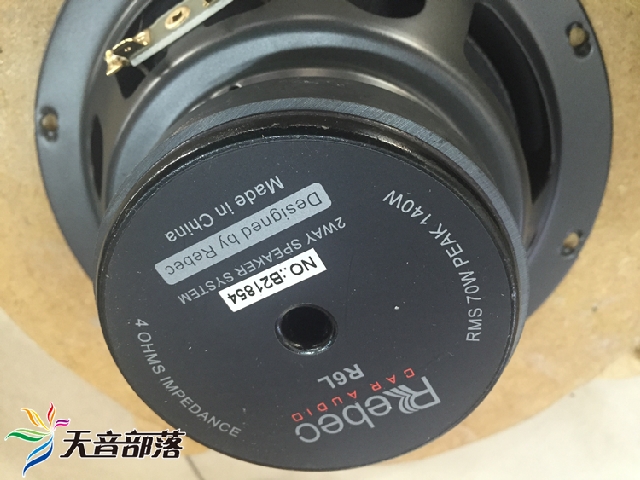 Rebec
CAR AUDIO
R6L
4 OHMS IMPEDANCE
RMS 70W PEAK 140W
NO.:B21854
2WAY SPEAKER SYSTEM
Designed by Rebec
Made in China
天音部落